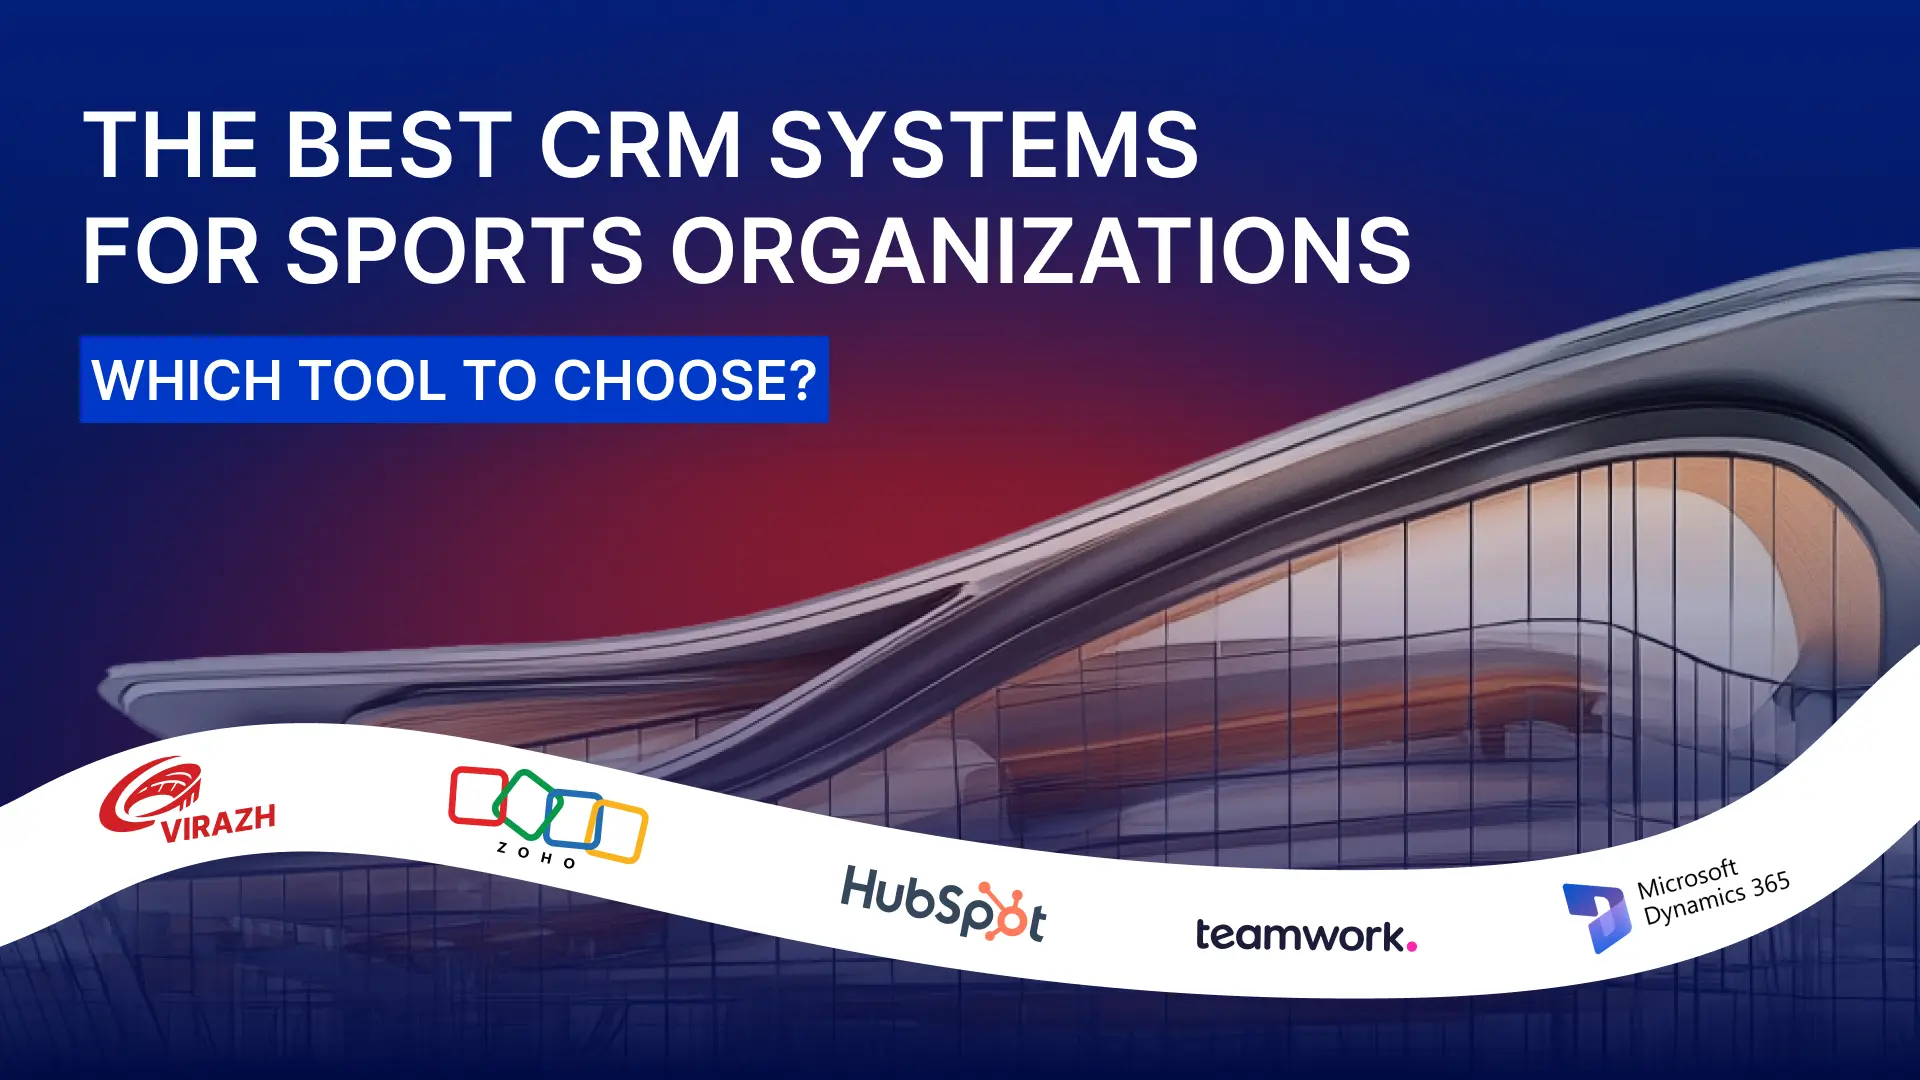 THE BEST CRM SYSTEMS
FOR SPORTS ORGANIZATIONS
WHICH TOOL TO CHOOSE?
VIRAZH
ZOHO
HubSpot
teamwork.
Microsoft
Dynamics 365